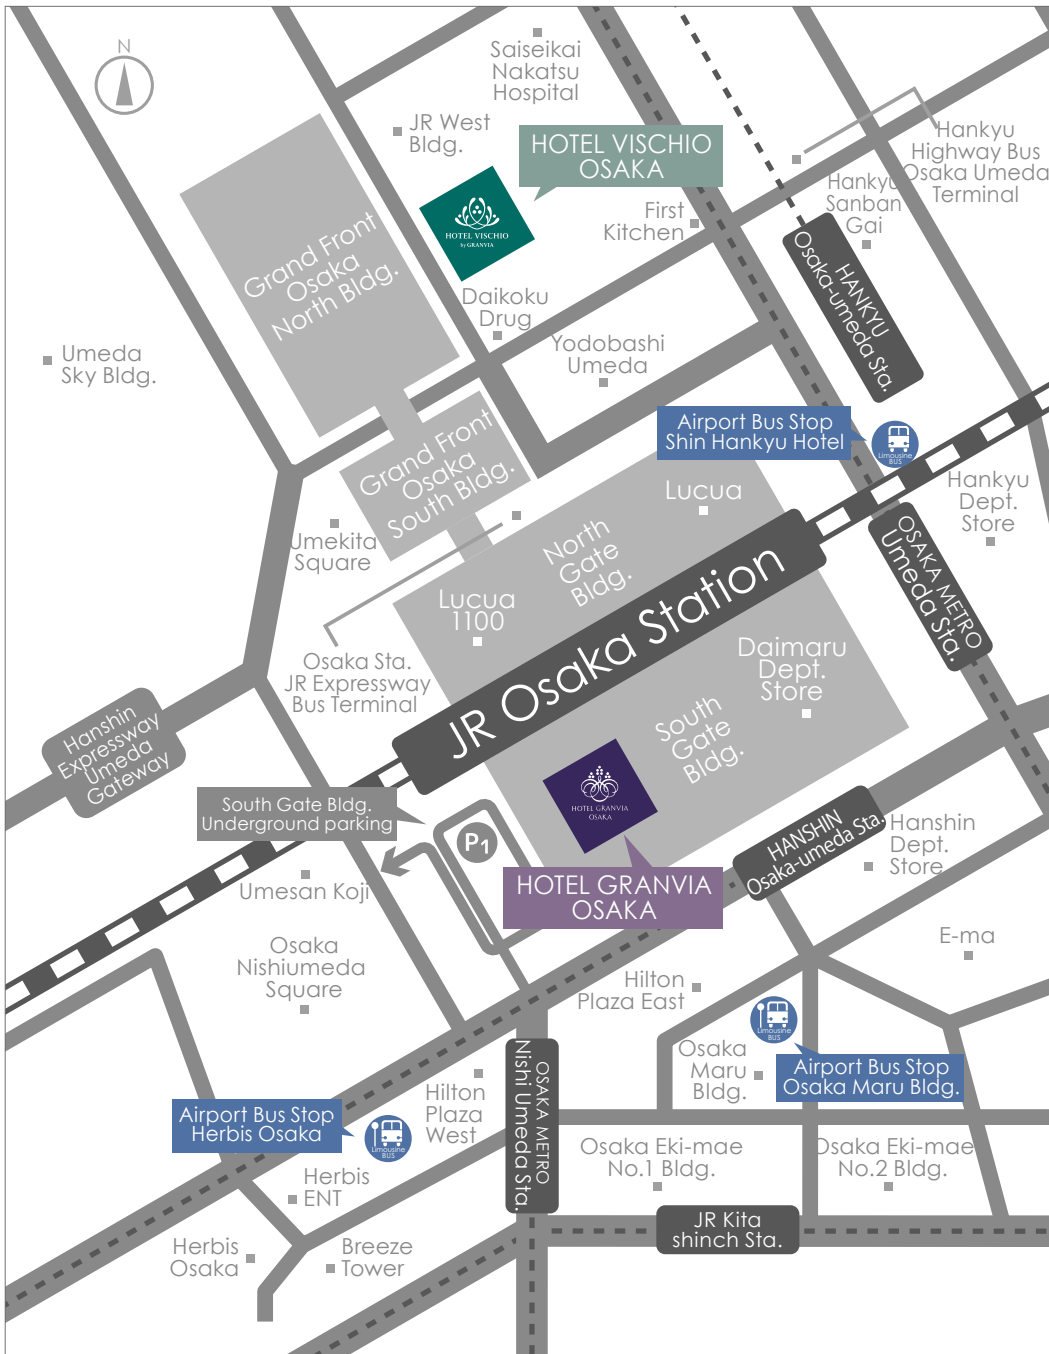 N
Saiseikai
Nakatsu
Hospital
JR West
Bldg.
HOTEL VISCHIO
OSAKA
Hankyu
Highway Bus
Osaka Umeda
Terminal
Hankyu
Sanban
Gai
First
Kitchen
HOTEL VISCHIO
by GRANVIA
Grand Front
Osaka
North Bldg.
HANKYU
Osaka-umeda Sta.
Daikoku
Drug
Yodobashi
Umeda
Umeda
Sky Bldg.
Airport Bus Stop
Shin Hankyu Hotel
Limousine
BUS
Grand Front
Osaka
South Bldg.
Hankyu
Dept.
Store
Lucua
Umekita
Square
North
Gate
Bldg.
OSAKA METRO
Umeda Sta.
Lucua
1100
JR Osaka Station
Osaka Sta.
JR Expressway
Bus Terminal
Daimaru
Dept.
Store
South
Gate
Bldg.
Hanshin
Expressway
Umeda
Gateway
HOTEL GRANVIA
OSAKA
South Gate Bldg.
Underground parking
P1
HANSHIN
Osaka-umeda Sta.
Hanshin
Dept.
Store
HOTEL GRANVIA
OSAKA
Umesan Koji
Osaka
Nishiumeda
Square
E-ma
Hilton
Plaza East
Limousine
BUS
Osaka
Maru
Bldg.
Airport Bus Stop
Osaka Maru Bldg.
OSAKA METRO
Nishi Umeda Sta.
Hilton
Plaza
West
Airport Bus Stop
Herbis Osaka
Limousine
BUS
Osaka Eki-mae
No.1 Bldg.
Osaka Eki-mae
No.2 Bldg.
Herbis
ENT
JR Kita
shinch Sta.
Herbis
Osaka
Breeze
Tower